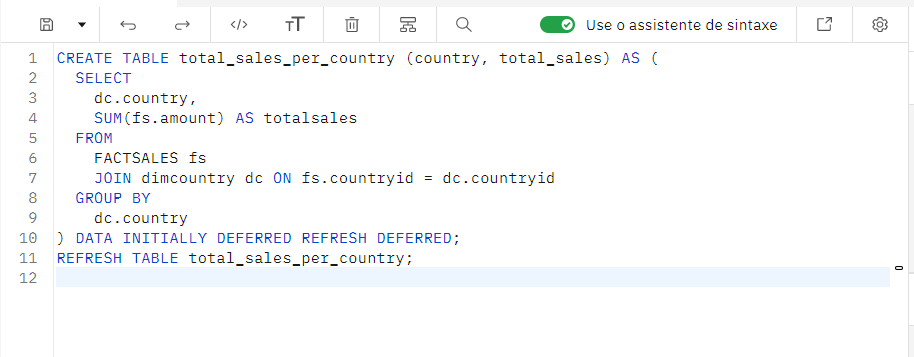 Use o assistente de sintaxe
1 CREATE TABLE total_sales_per_country (country, total_sales) AS (
2   SELECT
3     dc.country,
4     SUM(fs.amount) AS totalsales
5   FROM
6     FACTSALES fs
7     JOIN dimcountry dc ON fs.countryid = dc.countryid
8   GROUP BY
9     dc.country
10 ) DATA INITIALLY DEFERRED REFRESH DEFERRED;
11 REFRESH TABLE total_sales_per_country;
12